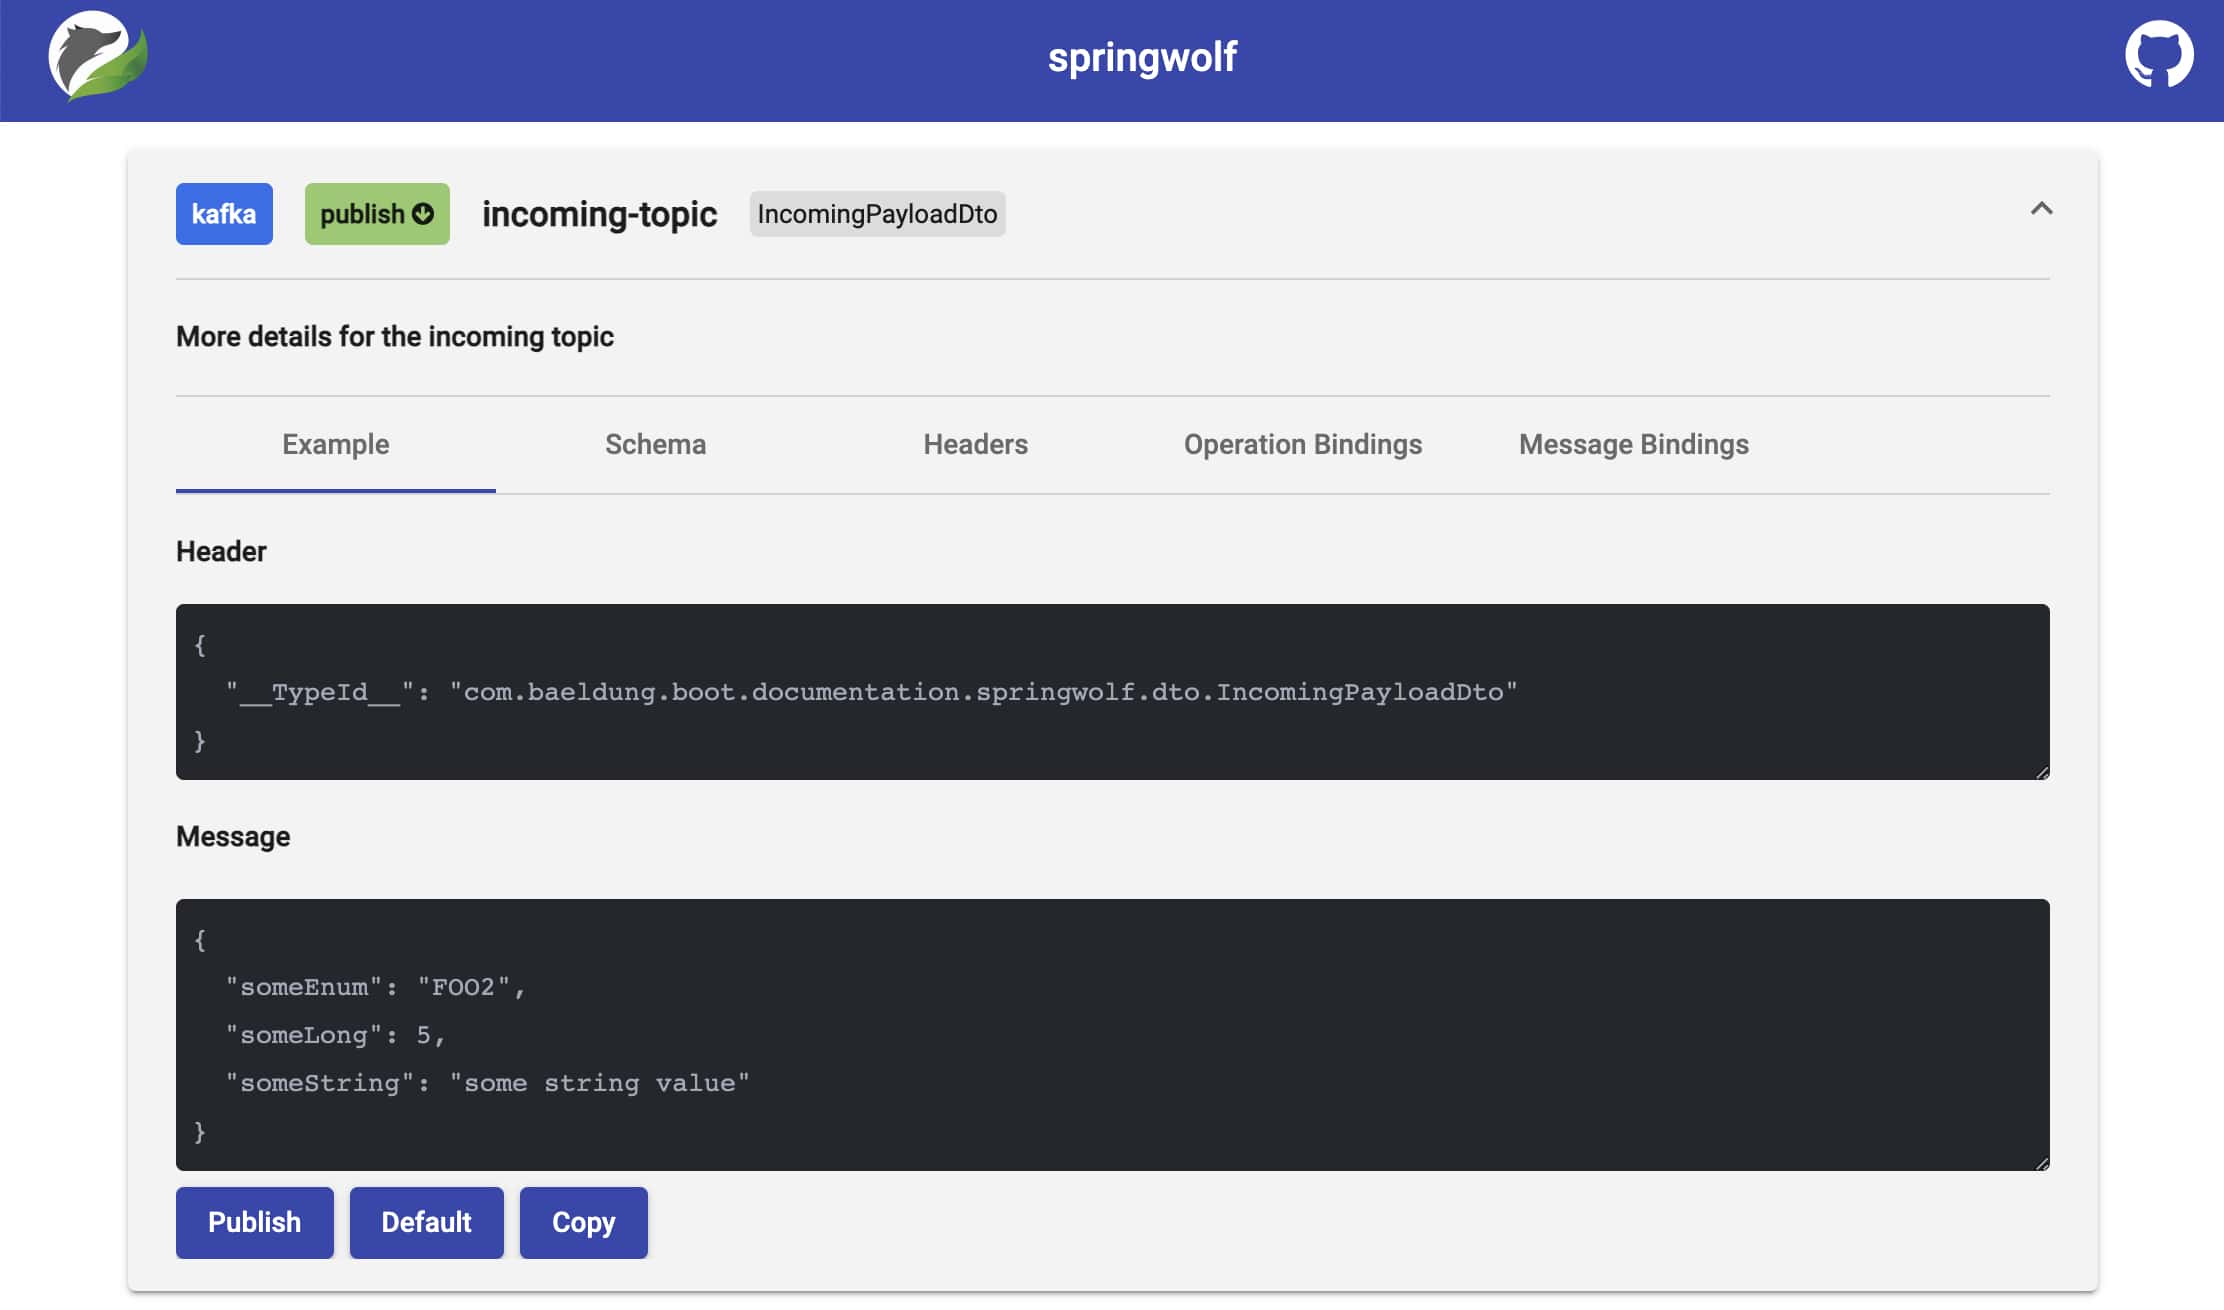 springwolf
kafka publish incoming-topic IncomingPayloadDto
More details for the incoming topic
Example Schema Headers Operation Bindings Message Bindings
Header
{
  "__TypeId__": "com.baeldung.boot.documentation.springwolf.dto.IncomingPayloadDto"
}
Message
{
  "someEnum": "FOO2",
  "someLong": 5,
  "someString": "some string value"
}
Publish Default Copy